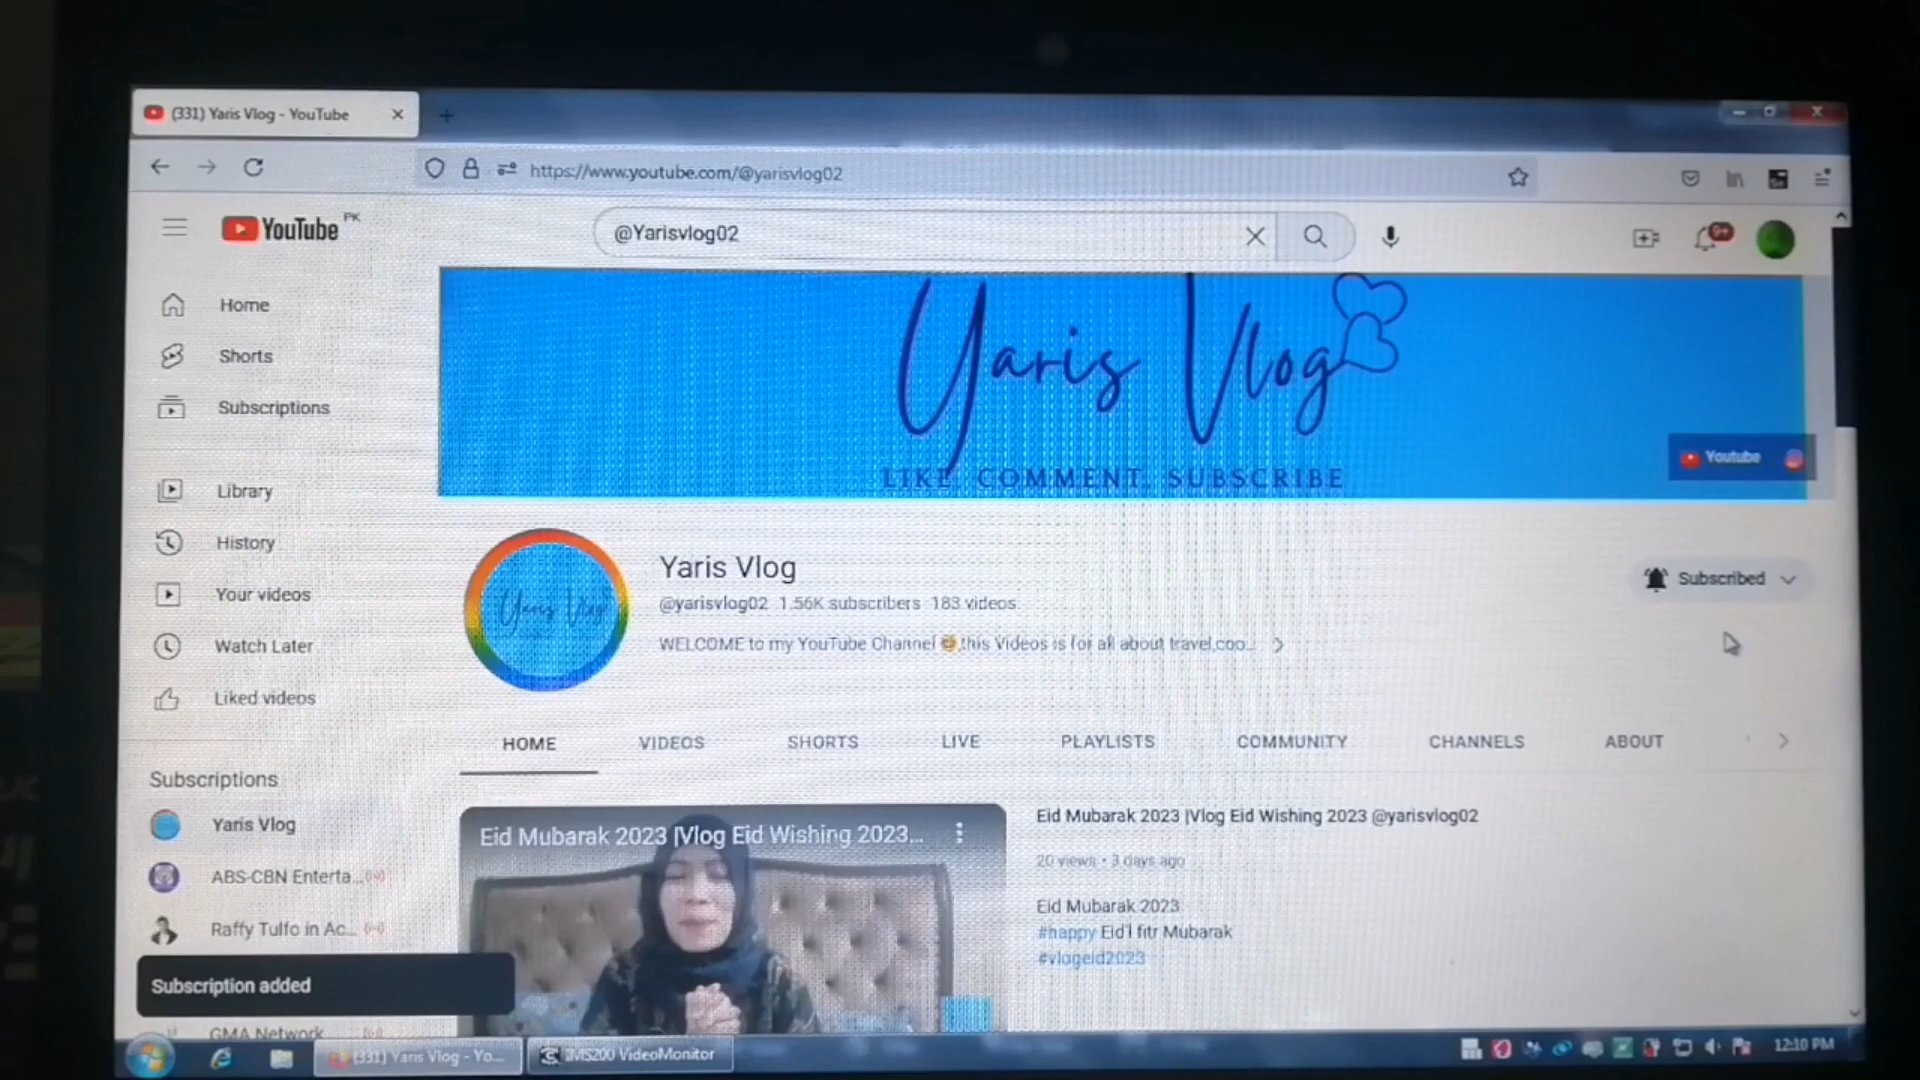 (331) Yaris Vlog - YouTube
https://www.youtube.com/@yarisvlog02
YouTube PK
@Yarisvlog02
9+
Home
Shorts
Subscriptions
Library
History
Your videos
Watch Later
Liked videos
Subscriptions
Yaris Vlog
ABS-CBN Enterta...
Raffy Tulfo in Ac...
GMA Network
Subscription added
Yaris Vlog
LIKE. COMMENT. SUBSCRIBE
Youtube
Yaris Vlog
Yaris Vlog
@yarisvlog02 1.56K subscribers 183 videos
WELCOME to my YouTube Channel 🤩,this Videos is for all about travel,coo...
Subscribed
HOME VIDEOS SHORTS LIVE PLAYLISTS COMMUNITY CHANNELS ABOUT
Eid Mubarak 2023 |Vlog Eid Wishing 2023...
Eid Mubarak 2023 |Vlog Eid Wishing 2023 @yarisvlog02
20 views • 3 days ago
Eid Mubarak 2023
#happy Eid'l fitr Mubarak
#vlogeid2023
(331) Yaris Vlog - Yo...
IMS200 VideoMonitor
12:10 PM